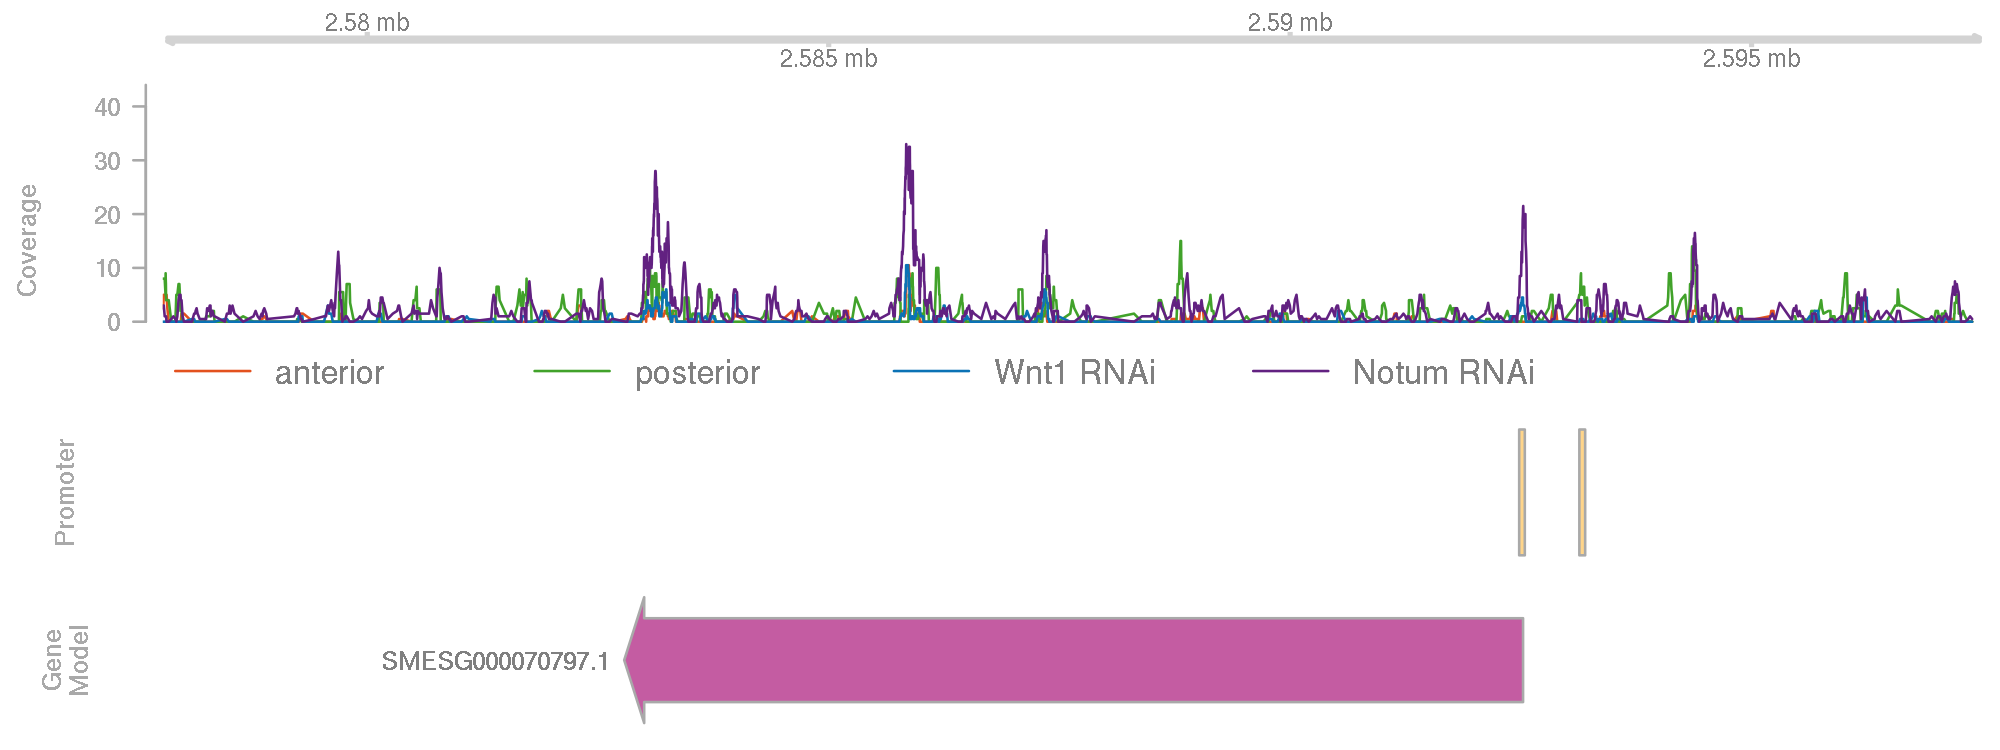 2.58 mb
2.59 mb
2.585 mb
2.595 mb
Coverage
40
30
20
10
0
anterior
posterior
Wnt1 RNAi
Notum RNAi
Promoter
Gene
Model
SMESG000070797.1